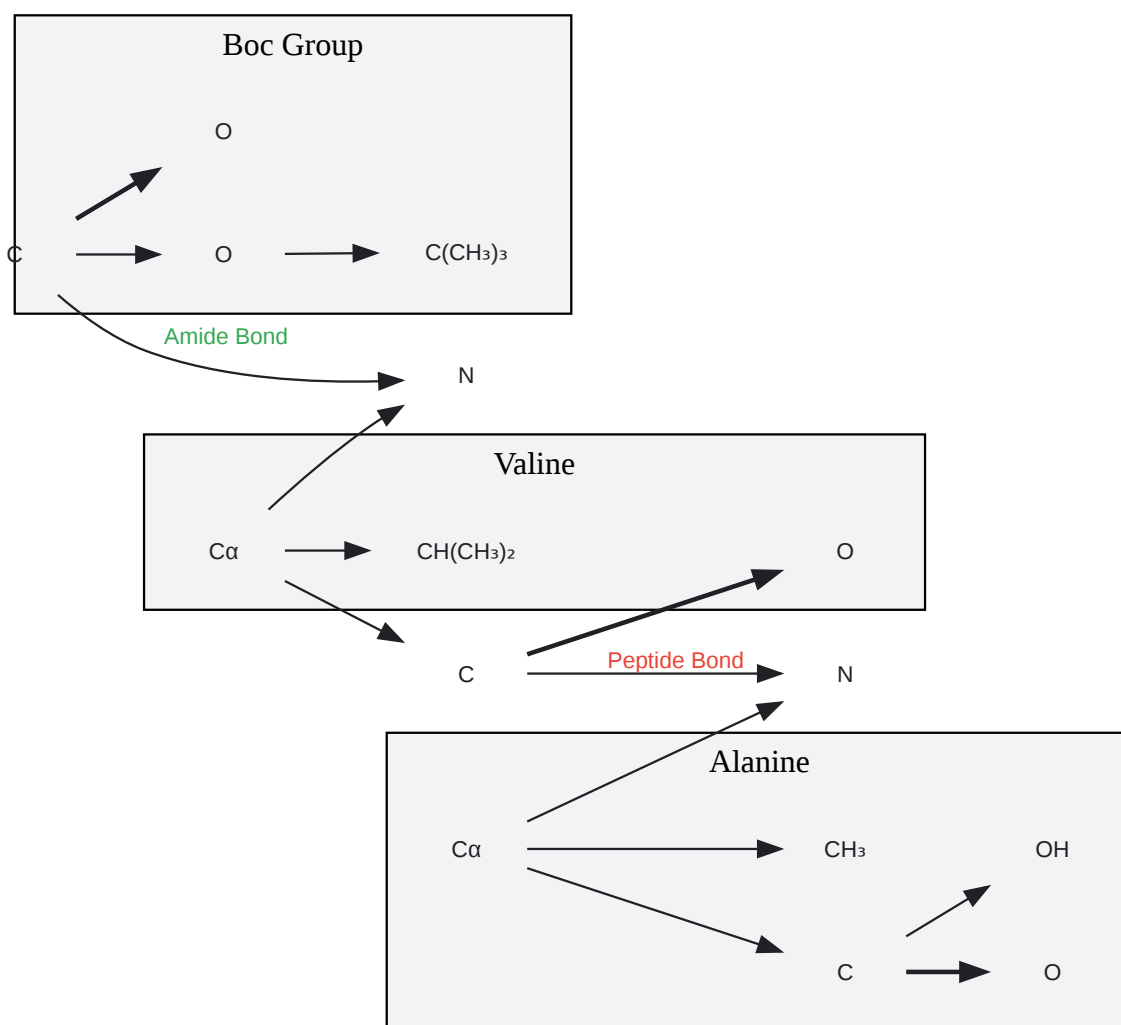 Boc Group
O
C
O
C(CH₃)₃
Amide Bond
N
Valine
Cα
CH(CH₃)₂
O
C
Peptide Bond
N
Alanine
Cα
CH₃
OH
C
O